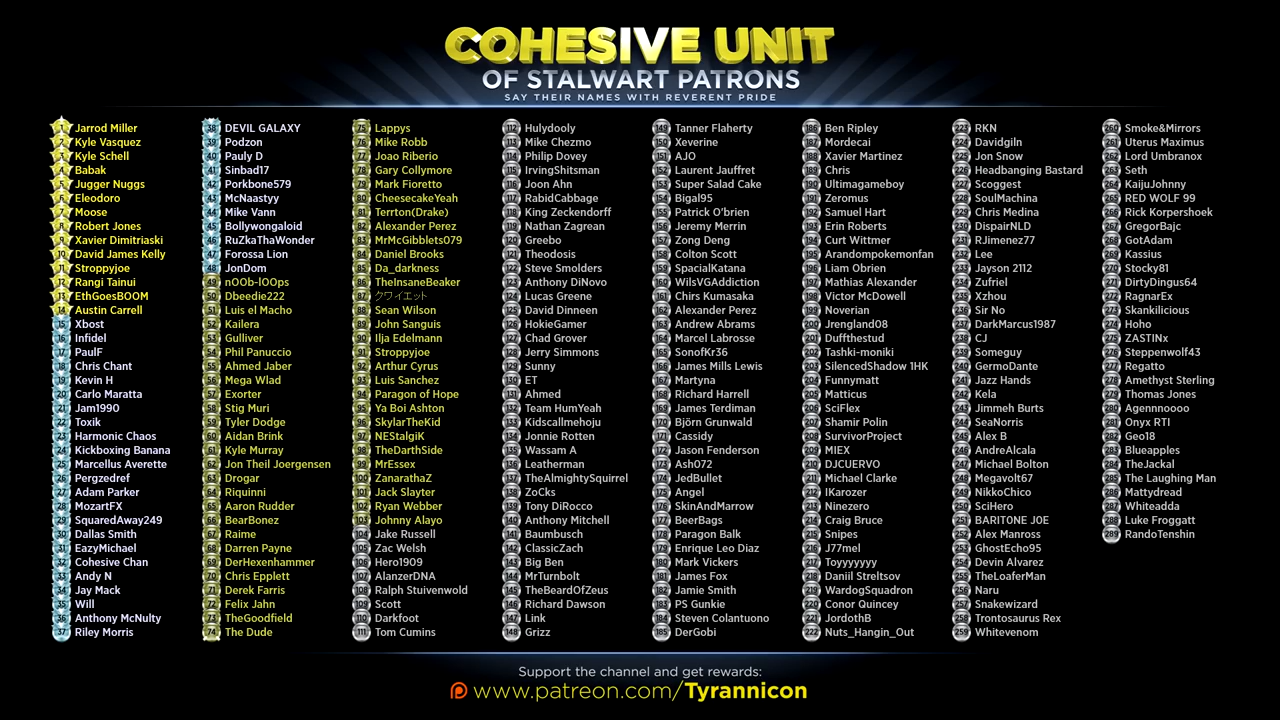 COHESIVE UNIT
OF STALWART PATRONS
SAY THEIR NAMES WITH REVERENT PRIDE
1 Jarrod Miller
2 Kyle Vasquez
3 Kyle Schell
4 Babak
5 Jugger Nuggs
6 Eleodoro
7 Moose
8 Robert Jones
9 Xavier Dimitriaski
10 David James Kelly
11 Stroppyjoe
12 Rangi Tainui
13 EthGoesBOOM
14 Austin Carrell
15 Xbost
16 Infidel
17 PaulF
18 Chris Chant
19 Kevin H
20 Carlo Maratta
21 Jam1990
22 Toxik
23 Harmonic Chaos
24 Kickboxing Banana
25 Marcellus Averette
26 Pergzedref
27 Adam Parker
28 MozartFX
29 SquaredAway249
30 Dallas Smith
31 EazyMichael
32 Cohesive Chan
33 Andy N
34 Jay Mack
35 Will
36 Anthony McNulty
37 Riley Morris
38 DEVIL GALAXY
39 Podzon
40 Pauly D
41 Sinbad17
42 Porkbone579
43 McNaastyy
44 Mike Vann
45 Bollywongaloid
46 RuZkaThaWonder
47 Forossa Lion
48 JonDom
49 nOOb-lOOps
50 Dbeedie222
51 Luis el Macho
52 Kailera
53 Gulliver
54 Phil Panuccio
55 Ahmed Jaber
56 Mega Wlad
57 Exorter
58 Stig Muri
59 Tyler Dodge
60 Aidan Brink
61 Kyle Murray
62 Jon Theil Joergensen
63 Drogar
64 Riquinni
65 Aaron Rudder
66 BearBonez
67 Raime
68 Darren Payne
69 DerHexenhammer
70 Chris Epplett
71 Derek Farris
72 Felix Jahn
73 TheGoodfield
74 The Dude
75 Lappys
76 Mike Robb
77 Joao Riberio
78 Gary Collymore
79 Mark Fioretto
80 CheesecakeYeah
81 Terrton(Drake)
82 Alexander Perez
83 MrMcGibblets079
84 Daniel Brooks
85 Da_darkness
86 TheInsaneBeaker
87 クワイエット
88 Sean Wilson
89 John Sanguis
90 Ilja Edelmann
91 Stroppyjoe
92 Arthur Cyrus
93 Luis Sanchez
94 Paragon of Hope
95 Ya Boi Ashton
96 SkylarTheKid
97 NEStalgiK
98 TheDarthSide
99 MrEssex
100 ZanarathaZ
101 Jack Slayter
102 Ryan Webber
103 Johnny Alayo
104 Jake Russell
105 Zac Welsh
106 Hero1909
107 AlanzerDNA
108 Ralph Stuivenwold
109 Scott
110 Darkfoot
111 Tom Cumins
112 Hulydooly
113 Mike Chezmo
114 Philip Dovey
115 IrvingShitsman
116 Joon Ahn
117 RabidCabbage
118 King Zeckendorff
119 Nathan Zagrean
120 Greebo
121 Theodosis
122 Steve Smolders
123 Anthony DiNovo
124 Lucas Greene
125 David Dinneen
126 HokieGamer
127 Chad Grover
128 Jerry Simmons
129 Sunny
130 ET
131 Ahmed
132 Team HumYeah
133 Kidscallmehoju
134 Jonnie Rotten
135 Wassam A
136 Leatherman
137 TheAlmightySquirrel
138 ZoCks
139 Tony DiRocco
140 Anthony Mitchell
141 Baumbusch
142 ClassicZach
143 Big Ben
144 MrTurnbolt
145 TheBeardOfZeus
146 Richard Dawson
147 Link
148 Grizz
149 Tanner Flaherty
150 Xeverine
151 AJO
152 Laurent Jauffret
153 Super Salad Cake
154 Bigal95
155 Patrick O'brien
156 Jeremy Merrin
157 Zong Deng
158 Colton Scott
159 SpacialKatana
160 WilsVGAddiction
161 Chirs Kumasaka
162 Alexander Perez
163 Andrew Abrams
164 Marcel Labrosse
165 SonofKr36
166 James Mills Lewis
167 Martyna
168 Richard Harrell
169 James Terdiman
170 Björn Grunwald
171 Cassidy
172 Jason Fenderson
173 Ash072
174 JedBullet
175 Angel
176 SkinAndMarrow
177 BeerBags
178 Paragon Balk
179 Enrique Leo Diaz
180 Mark Vickers
181 James Fox
182 Jamie Smith
183 PS Gunkie
184 Steven Colantuono
185 DerGobi
186 Ben Ripley
187 Mordecai
188 Xavier Martinez
189 Chris
190 Ultimagameboy
191 Zeromus
192 Samuel Hart
193 Erin Roberts
194 Curt Wittmer
195 Arandompokemonfan
196 Liam Obrien
197 Mathias Alexander
198 Victor McDowell
199 Noverian
200 Jrengland08
201 Duffthestud
202 Tashki-moniki
203 SilencedShadow 1HK
204 Funnymatt
205 Matticus
206 SciFlex
207 Shamir Polin
208 SurvivorProject
209 MIEX
210 DJCUERVO
211 Michael Clarke
212 IKarozer
213 Ninezero
214 Craig Bruce
215 Snipes
216 J77mel
217 Toyyyyyyy
218 Daniil Streltsov
219 WardogSquadron
220 Conor Quincey
221 JordothB
222 Nuts_Hangin_Out
223 RKN
224 Davidgiln
225 Jon Snow
226 Headbanging Bastard
227 Scoggest
228 SoulMachina
229 Chris Medina
230 DispairNLD
231 RJimenez77
232 Lee
233 Jayson 2112
234 Zufriel
235 Xzhou
236 Sir No
237 DarkMarcus1987
238 CJ
239 Someguy
240 GermoDante
241 Jazz Hands
242 Kela
243 Jimmeh Burts
244 SeaNorris
245 Alex B
246 AndreAlcala
247 Michael Bolton
248 Megavolt67
249 NikkoChico
250 SciHero
251 BARITONE JOE
252 Alex Manross
253 GhostEcho95
254 Devin Alvarez
255 TheLoaferMan
256 Naru
257 Snakewizard
258 Trontosaurus Rex
259 Whitevenom
260 Smoke&Mirrors
261 Uterus Maximus
262 Lord Umbranox
263 Seth
264 KaijuJohnny
265 RED WOLF 99
266 Rick Korpershoek
267 GregorBajc
268 GotAdam
269 Kassius
270 Stocky81
271 DirtyDingus64
272 RagnarEx
273 Skankilicious
274 Hoho
275 ZASTINx
276 Steppenwolf43
277 Regatto
278 Amethyst Sterling
279 Thomas Jones
280 Agennnoooo
281 Onyx RTI
282 Geo18
283 Blueapples
284 TheJackal
285 The Laughing Man
286 Mattydread
287 Whiteadda
288 Luke Froggatt
289 RandoTenshin
Support the channel and get rewards:
www.patreon.com/Tyrannicon